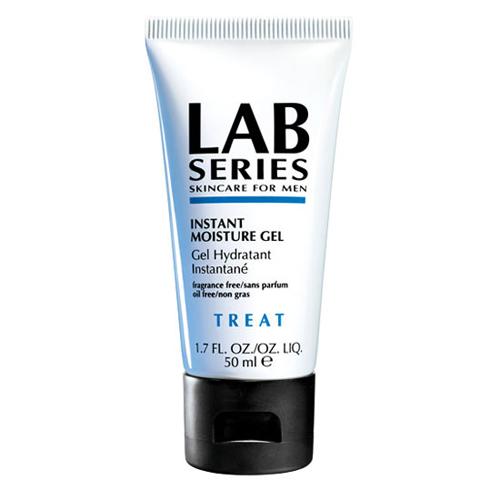 LAB
SERIES
SKINCARE FOR MEN
INSTANT
MOISTURE GEL
Gel Hydratant
Instantané
fragrance free/sans parfum
oil free/non gras
TREAT
1.7 FL. OZ./OZ. LIQ.
50 ml ℮